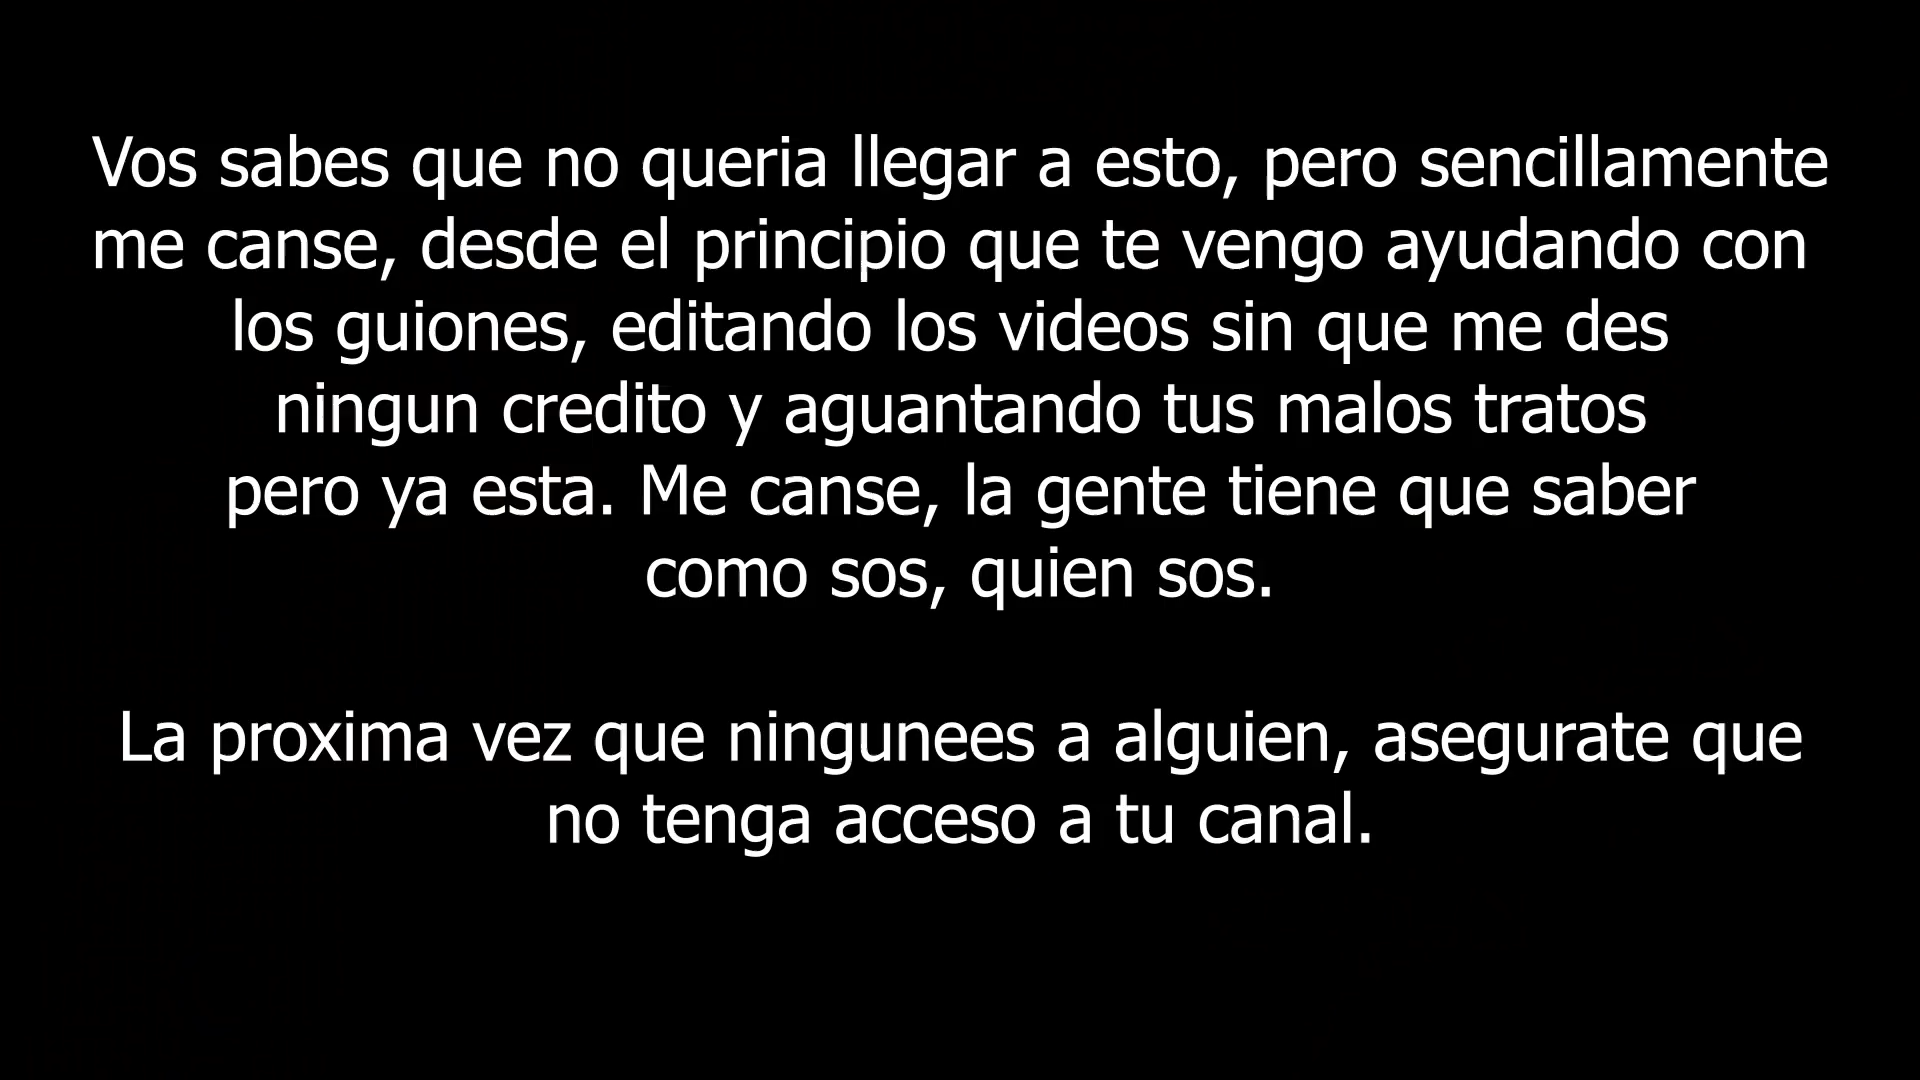 Vos sabes que no queria llegar a esto, pero sencillamente
me canse, desde el principio que te vengo ayudando con
los guiones, editando los videos sin que me des
ningun credito y aguantando tus malos tratos
pero ya esta. Me canse, la gente tiene que saber
como sos, quien sos.
La proxima vez que ningunees a alguien, asegurate que
no tenga acceso a tu canal.